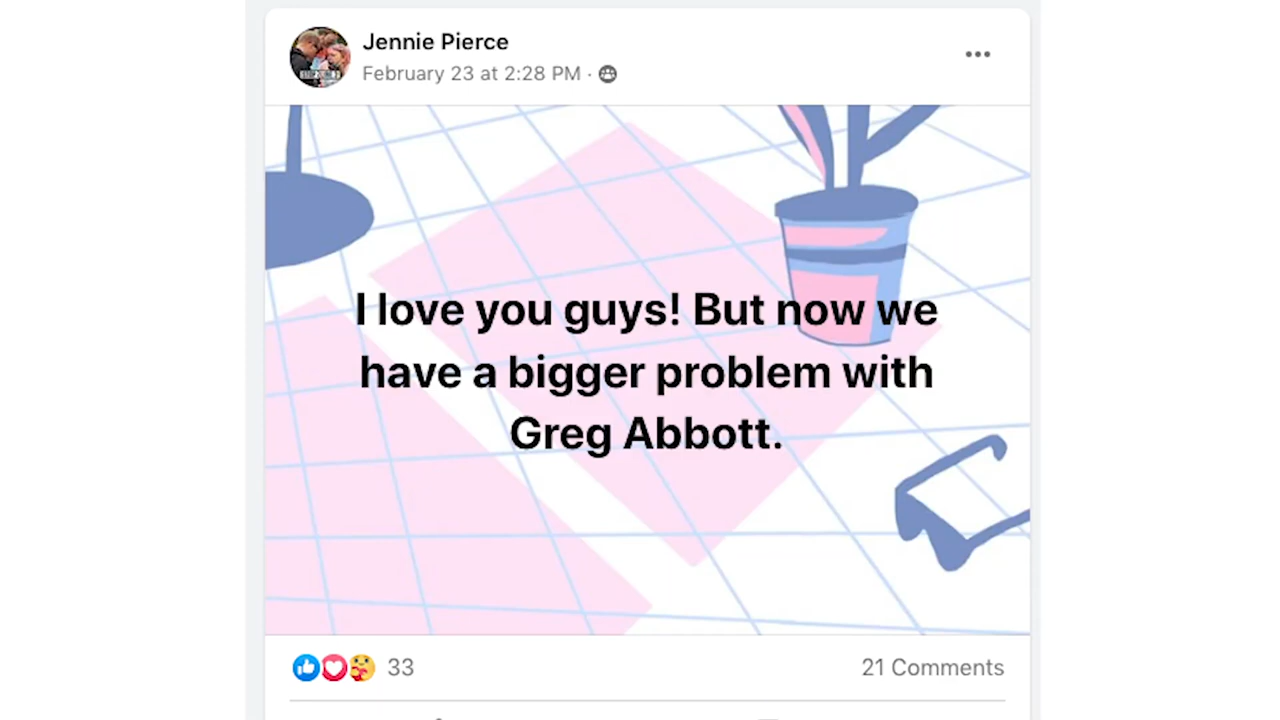 Jennie Pierce
February 23 at 2:28 PM ·
I love you guys! But now we
have a bigger problem with
Greg Abbott.
33
21 Comments